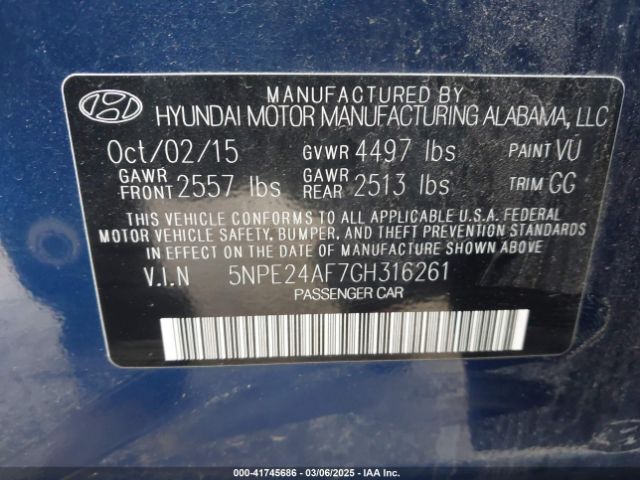 MANUFACTURED BY
HYUNDAI MOTOR MANUFACTURING ALABAMA, LLC
Oct/02/15 GVWR 4497 lbs PAINT VU
GAWR FRONT 2557 lbs GAWR REAR 2513 lbs TRIM GG
THIS VEHICLE CONFORMS TO ALL APPLICABLE U.S.A. FEDERAL
MOTOR VEHICLE SAFETY, BUMPER, AND THEFT PREVENTION STANDARDS
IN EFFECT ON THE DATE OF MANUFACTURE SHOWN ABOVE.
V.I.N 5NPE24AF7GH316261
PASSENGER CAR
000-41745686 - 03/06/2025 - IAA Inc.